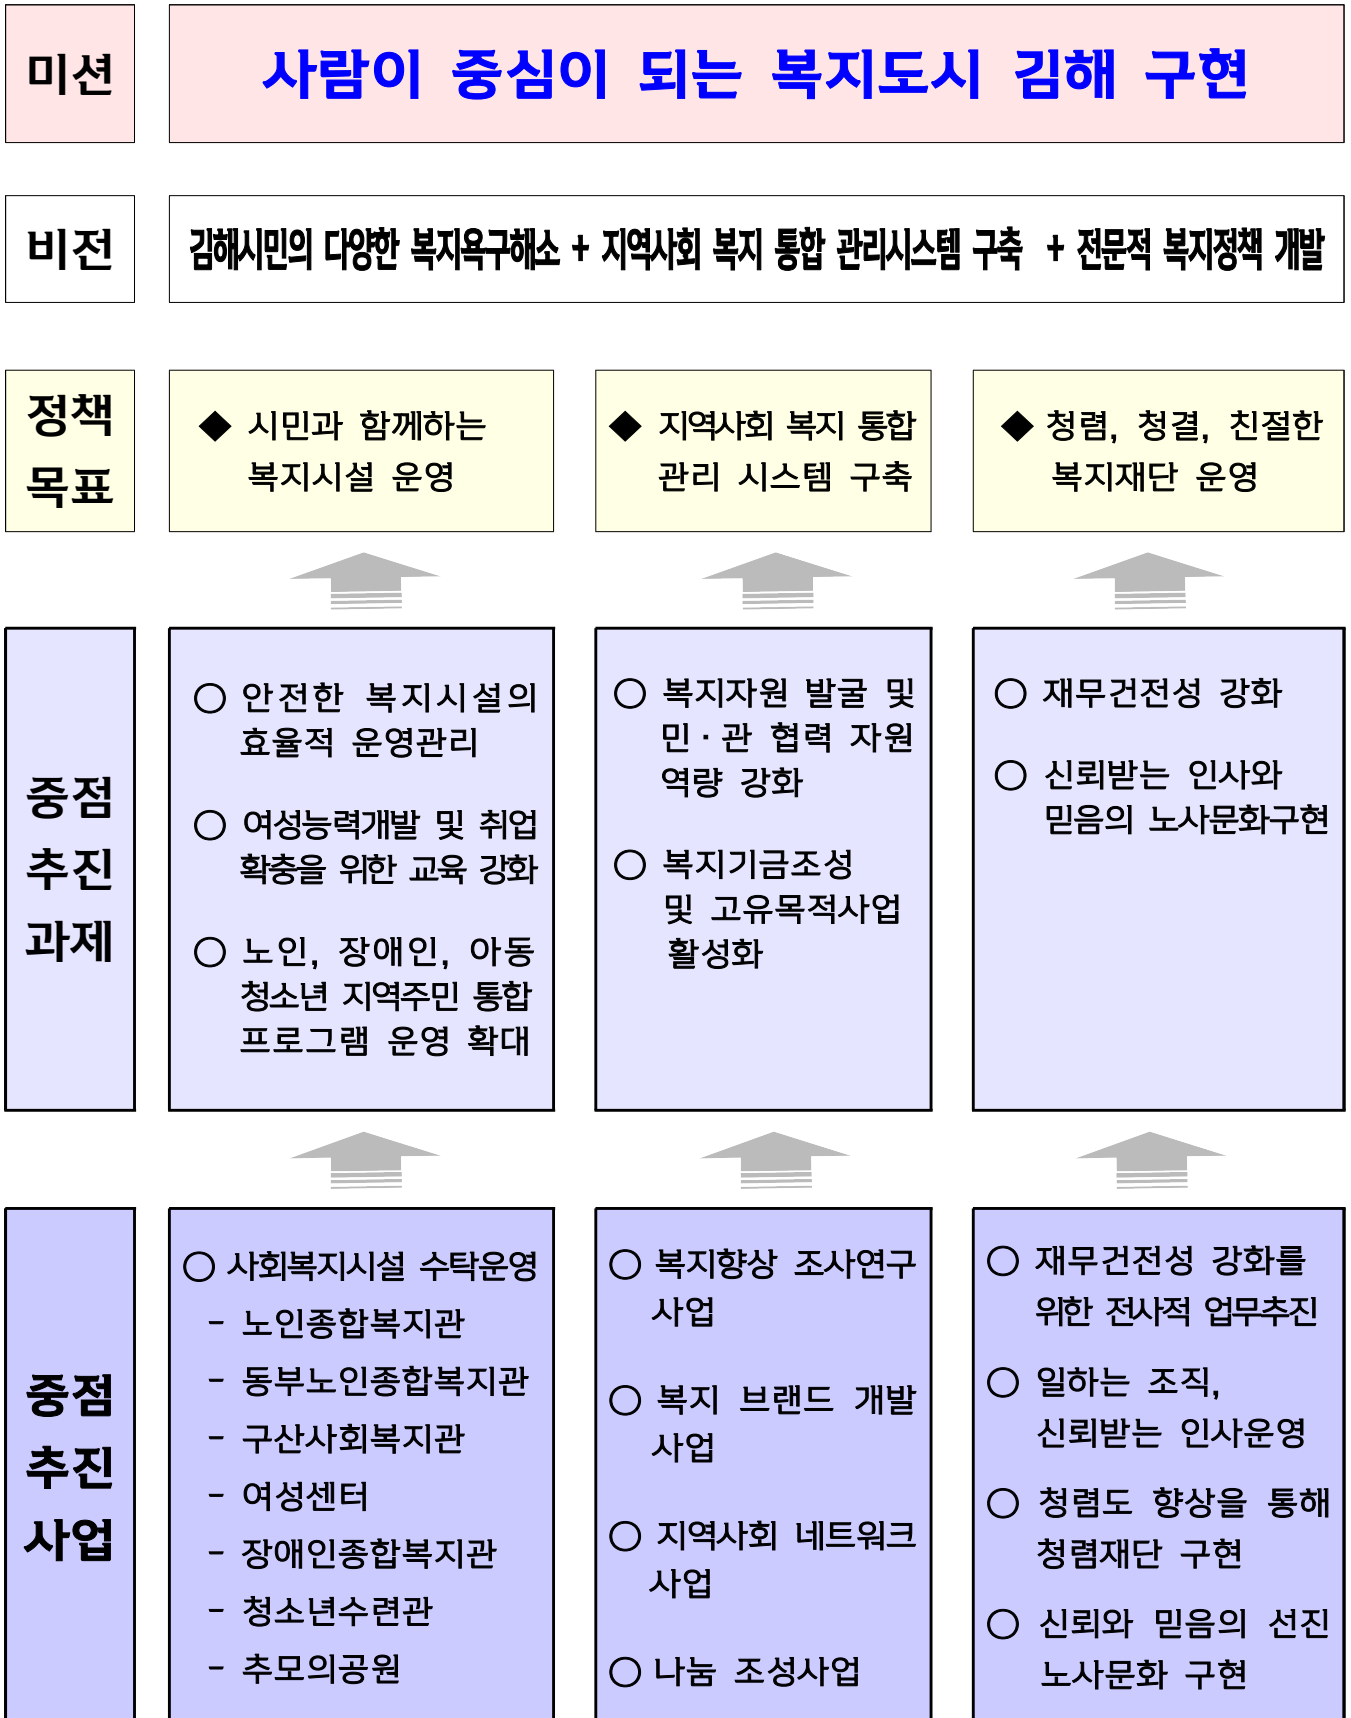 미션
사람이 중심이 되는 복지도시 김해 구현
비전
김해시민의 다양한 복지욕구해소 + 지역사회 복지 통합 관리시스템 구축 + 전문적 복지정책 개발
정책
목표
◆ 시민과 함께하는
복지시설 운영
◆ 지역사회 복지 통합
관리 시스템 구축
◆ 청렴, 청결, 친절한
복지재단 운영
중점
추진
과제
○ 안전한 복지시설의
효율적 운영관리
○ 여성능력개발 및 취업
확충을 위한 교육 강화
○ 노인, 장애인, 아동
청소년 지역주민 통합
프로그램 운영 확대
○ 복지자원 발굴 및
민·관 협력 자원
역량 강화
○ 복지기금조성
및 고유목적사업
활성화
○ 재무건전성 강화
○ 신뢰받는 인사와
믿음의 노사문화구현
중점
추진
사업
○ 사회복지시설 수탁운영
- 노인종합복지관
- 동부노인종합복지관
- 구산사회복지관
- 여성센터
- 장애인종합복지관
- 청소년수련관
- 추모의공원
○ 복지향상 조사연구
사업
○ 복지 브랜드 개발
사업
○ 지역사회 네트워크
사업
○ 나눔 조성사업
○ 재무건전성 강화를
위한 전사적 업무추진
○ 일하는 조직,
신뢰받는 인사운영
○ 청렴도 향상을 통해
청렴재단 구현
○ 신뢰와 믿음의 선진
노사문화 구현